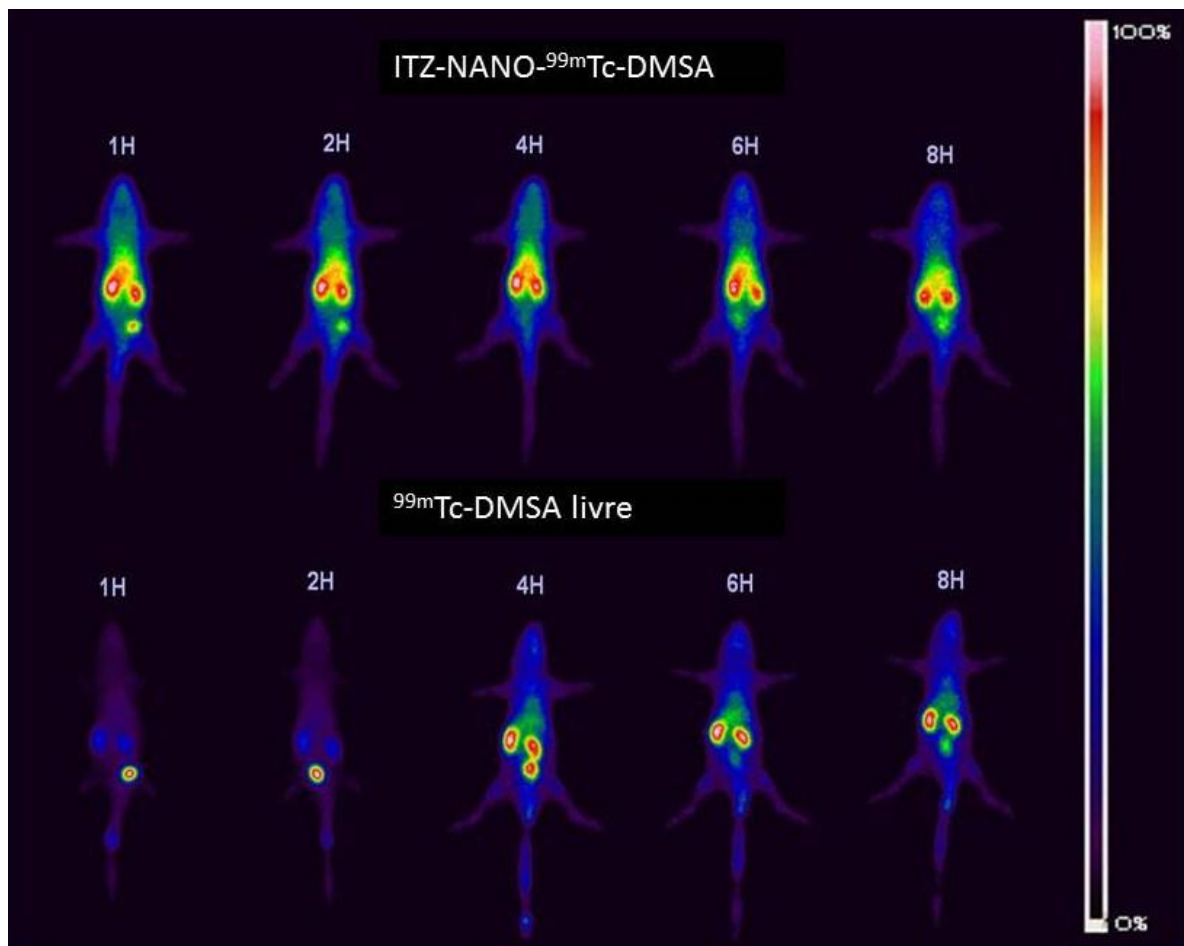 ITZ-NANO-⁹⁹ᵐTc-DMSA
100%
1H 2H 4H 6H 8H
⁹⁹ᵐTc-DMSA livre
1H 2H 4H 6H 8H
0%